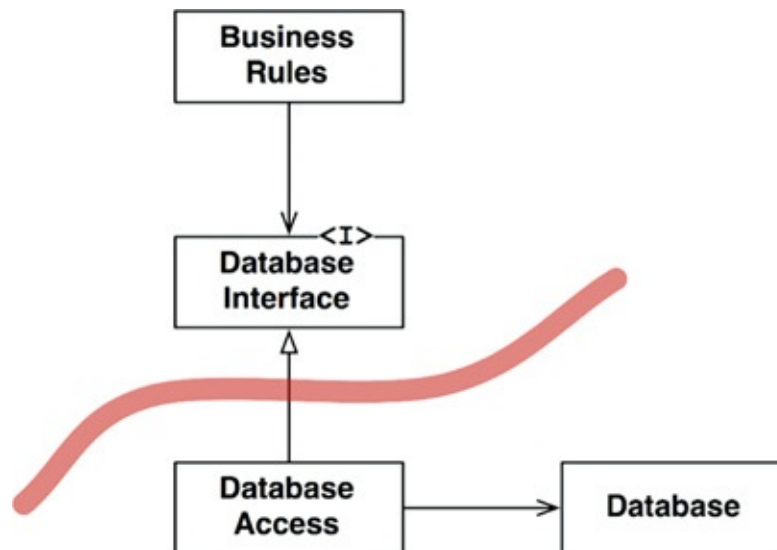 Business
Rules
<I>
Database
Interface
Database
Access
Database